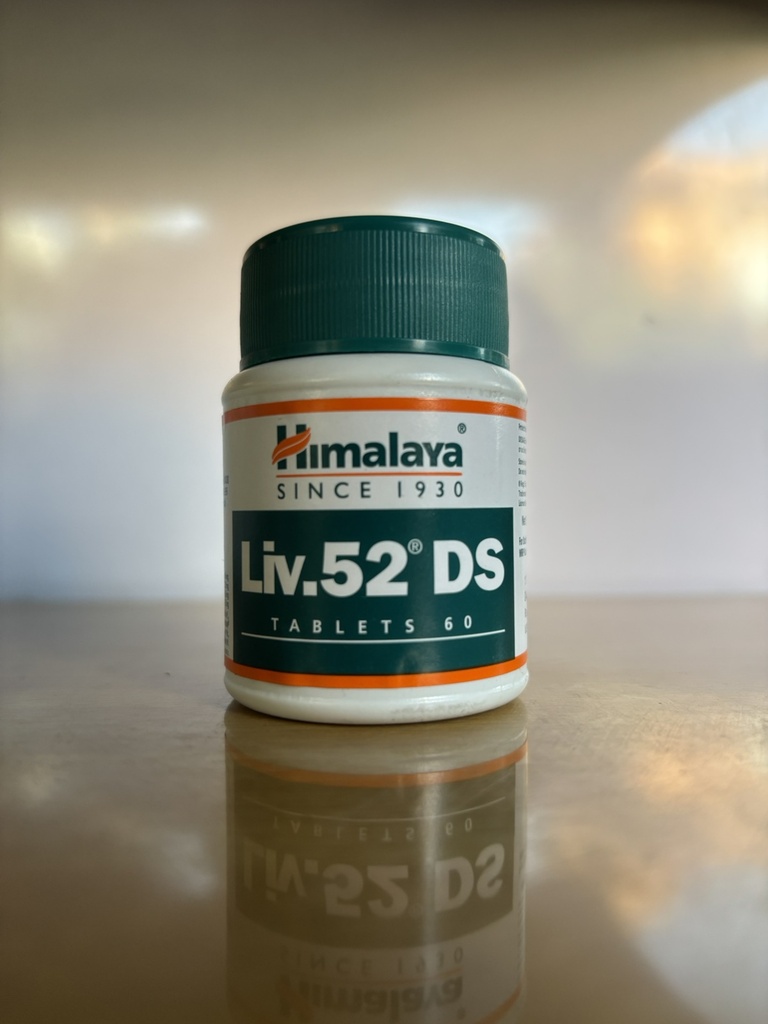 Himalaya®
SINCE 1930
Liv.52® DS
TABLETS 60